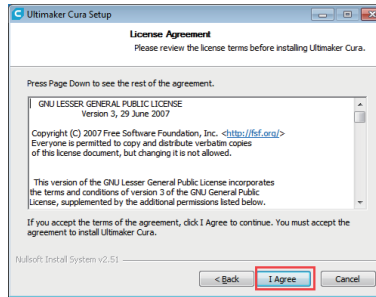 Ultimaker Cura Setup
License Agreement
Please review the license terms before installing Ultimaker Cura.
Press Page Down to see the rest of the agreement.
GNU LESSER GENERAL PUBLIC LICENSE
Version 3, 29 June 2007
Copyright (C) 2007 Free Software Foundation, Inc. <http://fsf.org/>
Everyone is permitted to copy and distribute verbatim copies
of this license document, but changing it is not allowed.
This version of the GNU Lesser General Public License incorporates
the terms and conditions of version 3 of the GNU General Public
License, supplemented by the additional permissions listed below.
If you accept the terms of the agreement, click I Agree to continue. You must accept the
agreement to install Ultimaker Cura.
Nullsoft Install System v2.51
< Back
I Agree
Cancel